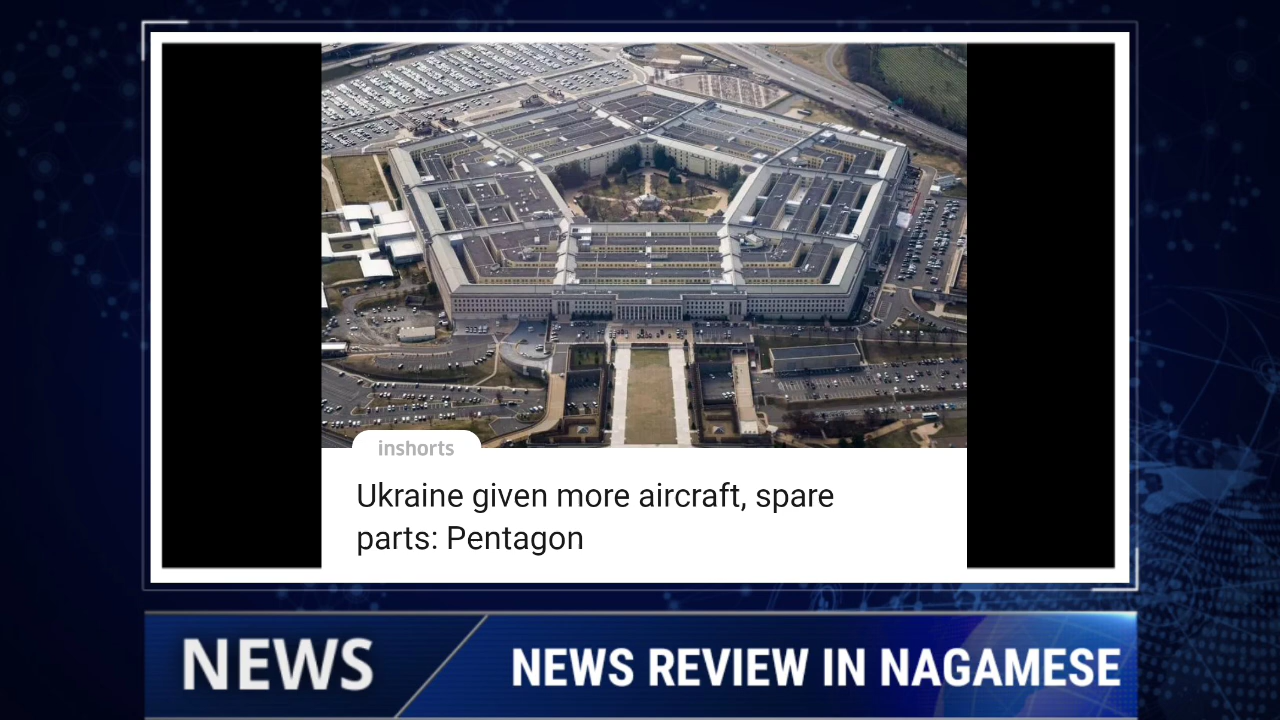 inshorts
Ukraine given more aircraft, spare
parts: Pentagon
NEWS
NEWS REVIEW IN NAGAMESE